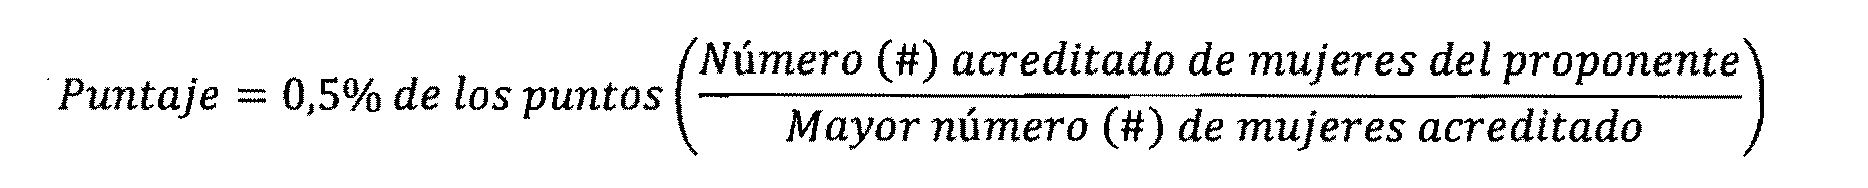 Puntaje = 0,5% de los puntos (Número (#) acreditado de mujeres del proponente
Mayor número (#) de mujeres acreditado)